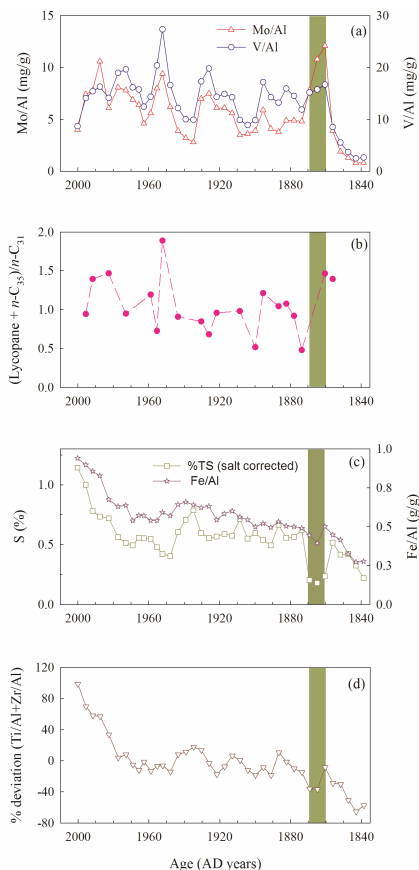 Mo/Al
V/Al
(a)
Mo/Al (mg/g)
V/Al (mg/g)
15
10
5
0
30
20
10
0
2000 1960 1920 1880 1840
(b)
(Lycopane + n-C35)/n-C31
2.0
1.5
1.0
0.5
0.0
2000 1960 1920 1880 1840
(c)
%TS (salt corrected)
Fe/Al
S (%)
Fe/Al (g/g)
1.0
0.5
0.0
1.0
0.8
0.5
0.3
0.0
2000 1960 1920 1880 1840
(d)
% deviation (Ti/Al+Zr/Al)
120
80
40
0
-40
-80
2000 1960 1920 1880 1840
Age (AD years)